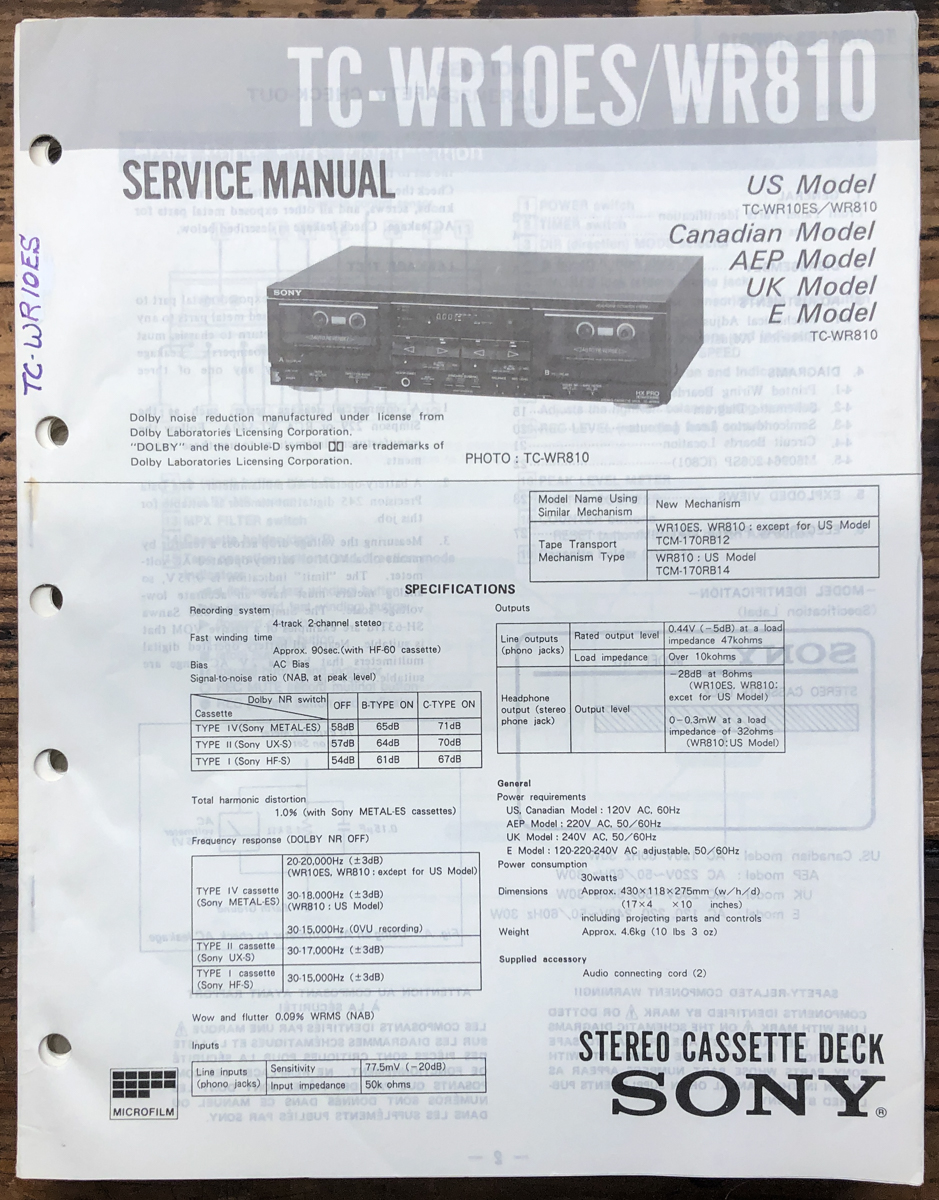 TC-WR10ES/WR810
SERVICE MANUAL
US Model
TC-WR10ES/WR810
Canadian Model
AEP Model
UK Model
E Model
TC-WR810
TC-WR10ES
SONY
A
B
HX PRO
Dolby noise reduction manufactured under license from
Dolby Laboratories Licensing Corporation.
"DOLBY" and the double-D symbol are trademarks of
Dolby Laboratories Licensing Corporation.
PHOTO : TC-WR810
Model Name Using Similar Mechanism | New Mechanism
Tape Transport Mechanism Type | WR10ES, WR810 : except for US Model
TCM-170RB12
WR810 : US Model
TCM-170RB14
SPECIFICATIONS
Recording system
4-track 2-channel steteo
Fast winding time
Approx. 90sec.(with HF-60 cassette)
Bias AC Bias
Signal-to-noise ratio (NAB, at peak level)
Dolby NR switch
Cassette | OFF | B-TYPE ON | C-TYPE ON
TYPE IV(Sony METAL-ES) | 58dB | 65dB | 71dB
TYPE II (Sony UX-S) | 57dB | 64dB | 70dB
TYPE I (Sony HF-S) | 54dB | 61dB | 67dB
Total harmonic distortion
1.0% (with Sony METAL-ES cassettes)
Frequency response (DOLBY NR OFF)
TYPE IV cassette
(Sony METAL-ES)
20-20,000Hz (±3dB)
(WR10ES, WR810 : except for US Model)
30-18,000Hz (±3dB)
(WR810 : US Model)
30-15,000Hz (0VU recording)
TYPE II cassette
(Sony UX-S)
30-17,000Hz (±3dB)
TYPE I cassette
(Sony HF-S)
30-15,000Hz (±3dB)
Wow and flutter 0.09% WRMS (NAB)
Inputs
Line inputs
(phono jacks)
Sensitivity | 77.5mV (−20dB)
Input impedance | 50k ohms
Outputs
Line outputs
(phono jacks)
Rated output level | 0.44V (−5dB) at a load
impedance 47kohms
Load impedance | Over 10kohms
Headphone
output (stereo
phone jack)
Output level
−28dB at 8ohms
(WR10ES, WR810:
excet for US Model)
0−0.3mW at a load
impedance of 32ohms
(WR810:US Model)
General
Power requirements
US, Canadian Model : 120V AC, 60Hz
AEP Model : 220V AC, 50/60Hz
UK Model : 240V AC, 50/60Hz
E Model : 120-220-240V AC adjustable, 50/60Hz
Power consumption
30watts
Dimensions Approx. 430×118×275mm (w/h/d)
(17×4 ×10 inches)
including projecting parts and controls
Weight Approx. 4.6kg (10 lbs 3 oz)
Supplied accessory
Audio connecting cord (2)
MICROFILM
STEREO CASSETTE DECK
SONY®